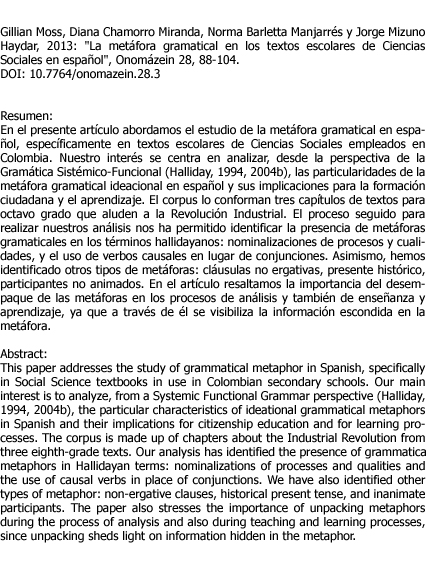 Gillian Moss, Diana Chamorro Miranda, Norma Barletta Manjarrés y Jorge Mizuno
Haydar, 2013: "La metáfora gramatical en los textos escolares de Ciencias
Sociales en español", Onomázein 28, 88-104.
DOI: 10.7764/onomazein.28.3
Resumen:
En el presente artículo abordamos el estudio de la metáfora gramatical en espa-
ñol, específicamente en textos escolares de Ciencias Sociales empleados en
Colombia. Nuestro interés se centra en analizar, desde la perspectiva de la
Gramática Sistémico-Funcional (Halliday, 1994, 2004b), las particularidades de la
metáfora gramatical ideacional en español y sus implicaciones para la formación
ciudadana y el aprendizaje. El corpus lo conforman tres capítulos de textos para
octavo grado que aluden a la Revolución Industrial. El proceso seguido para
realizar nuestros análisis nos ha permitido identificar la presencia de metáforas
gramaticales en los términos hallidayanos: nominalizaciones de procesos y cuali-
dades, y el uso de verbos causales en lugar de conjunciones. Asimismo, hemos
identificado otros tipos de metáforas: cláusulas no ergativas, presente histórico,
participantes no animados. En el artículo resaltamos la importancia del desem-
paque de las metáforas en los procesos de análisis y también de enseñanza y
aprendizaje, ya que a través de él se visibiliza la información escondida en la
metáfora.
Abstract:
This paper addresses the study of grammatical metaphor in Spanish, specifically
in Social Science textbooks in use in Colombian secondary schools. Our main
interest is to analyze, from a Systemic Functional Grammar perspective (Halliday,
1994, 2004b), the particular characteristics of ideational grammatical metaphors
in Spanish and their implications for citizenship education and for learning pro-
cesses. The corpus is made up of chapters about the Industrial Revolution from
three eighth-grade texts. Our analysis has identified the presence of grammatica
metaphors in Hallidayan terms: nominalizations of processes and qualities and
the use of causal verbs in place of conjunctions. We have also identified other
types of metaphor: non-ergative clauses, historical present tense, and inanimate
participants. The paper also stresses the importance of unpacking metaphors
during the process of analysis and also during teaching and learning processes,
since unpacking sheds light on information hidden in the metaphor.